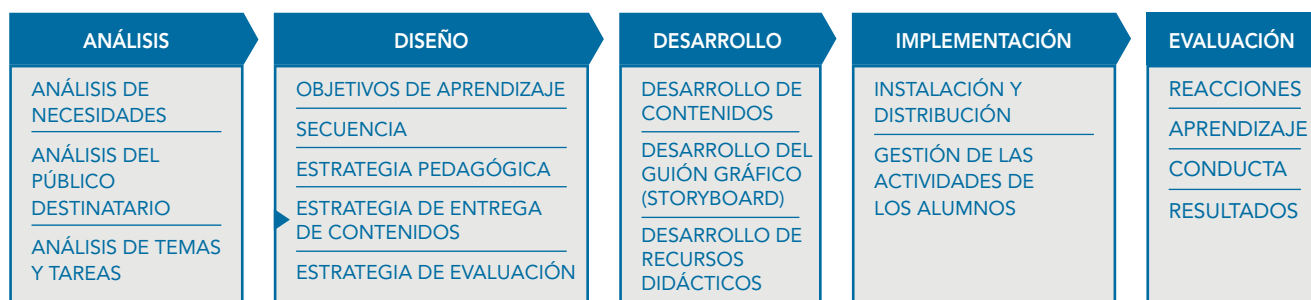 ANÁLISIS
ANÁLISIS DE
NECESIDADES
ANÁLISIS DEL
PÚBLICO
DESTINATARIO
ANÁLISIS DE TEMAS
Y TAREAS
DISEÑO
OBJETIVOS DE APRENDIZAJE
SECUENCIA
ESTRATEGIA PEDAGÓGICA
ESTRATEGIA DE ENTREGA
DE CONTENIDOS
ESTRATEGIA DE EVALUACIÓN
DESARROLLO
DESARROLLO DE
CONTENIDOS
DESARROLLO DEL
GUIÓN GRÁFICO
(STORYBOARD)
DESARROLLO DE
RECURSOS
DIDÁCTICOS
IMPLEMENTACIÓN
INSTALACIÓN Y
DISTRIBUCIÓN
GESTIÓN DE LAS
ACTIVIDADES DE
LOS ALUMNOS
EVALUACIÓN
REACCIONES
APRENDIZAJE
CONDUCTA
RESULTADOS